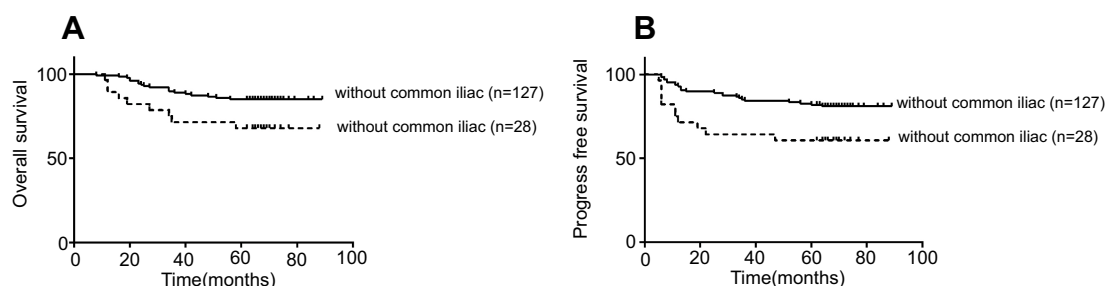 A
Overall survival
100
50
0
0 20 40 60 80 100
Time(months)
without common iliac (n=127)
without common iliac (n=28)
B
Progress free survival
100
50
0
0 20 40 60 80 100
Time(months)
without common iliac (n=127)
without common iliac (n=28)